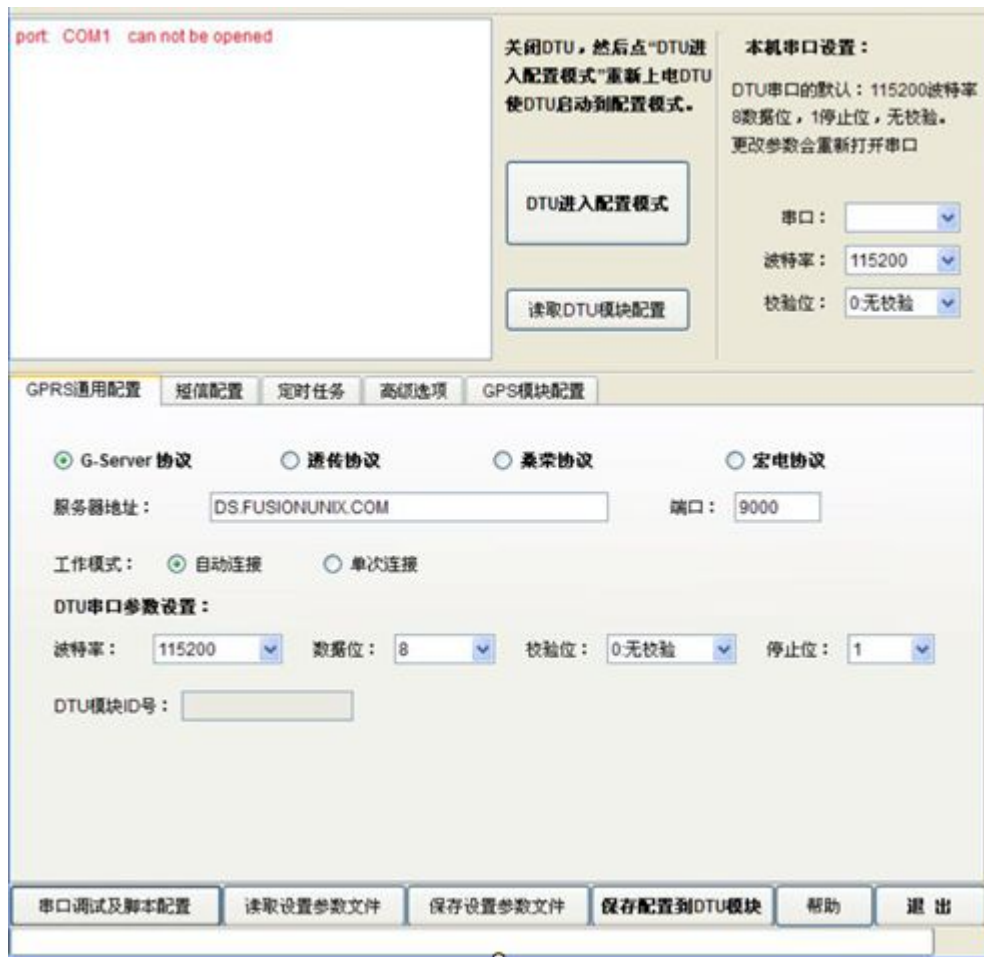 port: COM1 can not be opened
关闭DTU，然后点“DTU进
入配置模式”重新上电DTU
使DTU启动到配置模式。
DTU进入配置模式
读取DTU模块配置
本机串口设置：
DTU串口的默认：115200波特率
8数据位，1停止位，无校验。
更改参数会重新打开串口
串口：
波特率： 115200
校验位： 0:无校验
GPRS通用配置 短信配置 定时任务 高级选项 GPS模块配置
G-Server 协议 透传协议 桑荣协议 宏电协议
服务器地址： DS.FUSIONUNIX.COM 端口： 9000
工作模式： 自动连接 单次连接
DTU串口参数设置：
波特率： 115200 数据位： 8 校验位： 0:无校验 停止位： 1
DTU模块ID号：
串口调试及脚本配置 读取设置参数文件 保存设置参数文件 保存配置到DTU模块 帮助 退 出